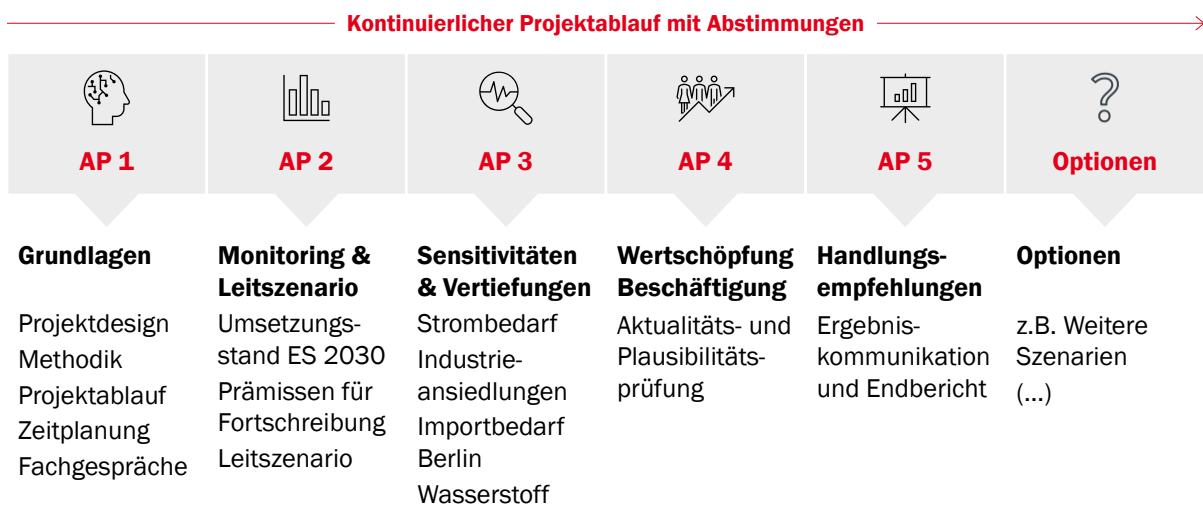 Kontinuierlicher Projektablauf mit Abstimmungen
AP 1
AP 2
AP 3
AP 4
AP 5
Optionen
Grundlagen
Projektdesign
Methodik
Projektablauf
Zeitplanung
Fachgespräche
Monitoring &
Leitszenario
Umsetzungs-
stand ES 2030
Prämissen für
Fortschreibung
Leitszenario
Sensitivitäten
& Vertiefungen
Strombedarf
Industrie-
ansiedlungen
Importbedarf
Berlin
Wasserstoff
Wertschöpfung
Beschäftigung
Aktualitäts- und
Plausibilitäts-
prüfung
Handlungs-
empfehlungen
Ergebnis-
kommunikation
und Endbericht
Optionen
z.B. Weitere
Szenarien
(...)